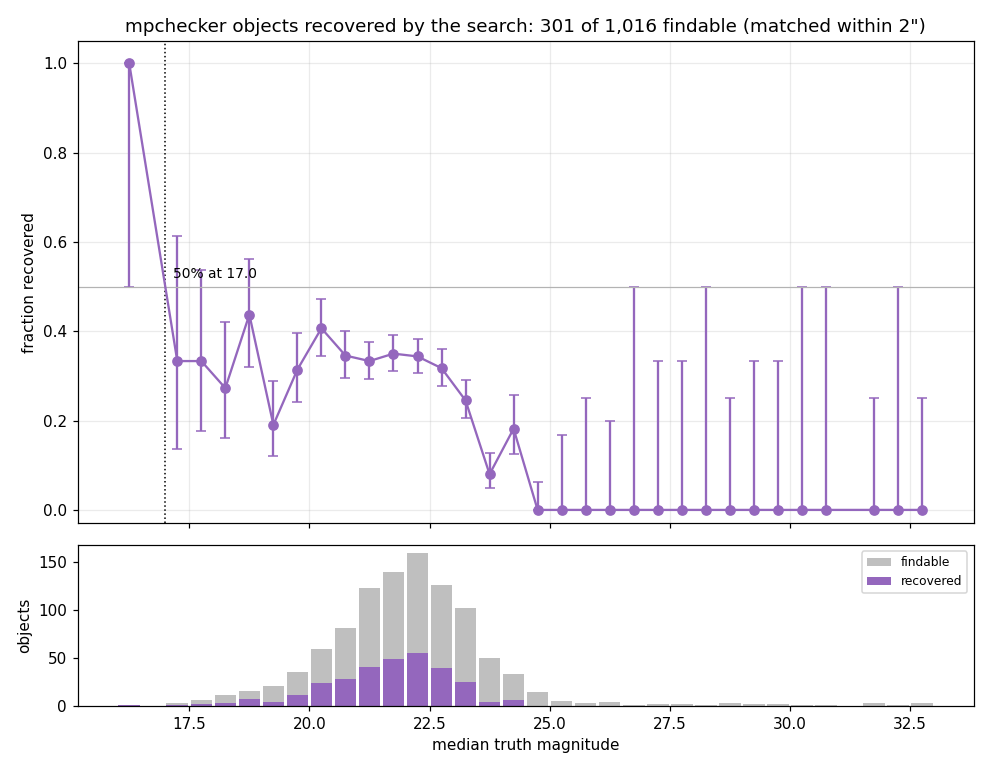 mpchecker objects recovered by the search: 301 of 1,016 findable (matched within 2")
fraction recovered
1.0
0.8
0.6
0.4
0.2
0.0
50% at 17.0
objects
150
100
50
0
findable
recovered
17.5
20.0
22.5
25.0
27.5
30.0
32.5
median truth magnitude